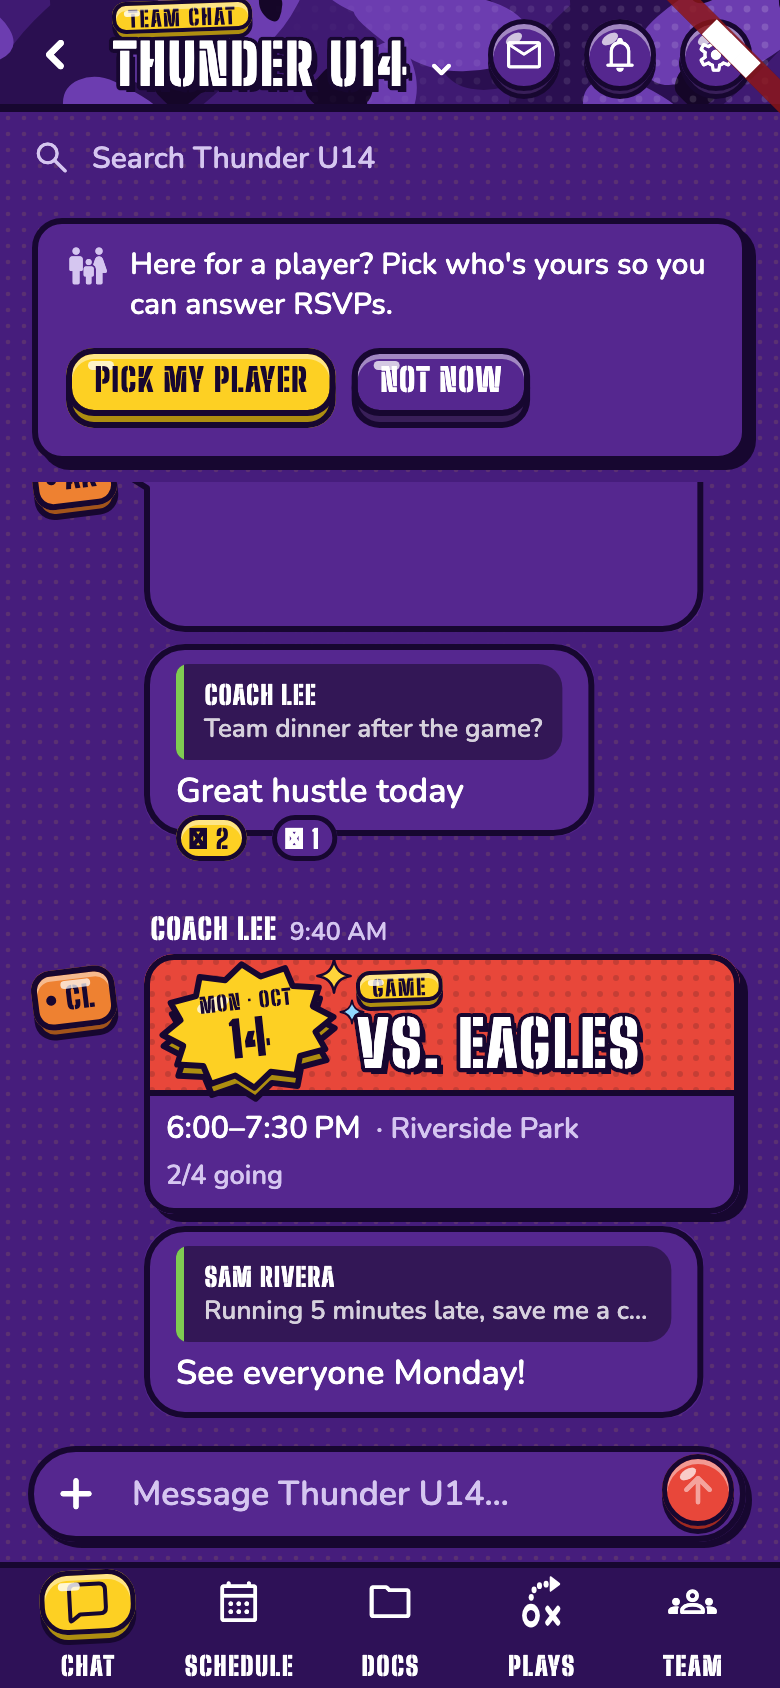 TEAM CHAT
THUNDER U14
Search Thunder U14
Here for a player? Pick who's yours so you
can answer RSVPs.
PICK MY PLAYER
NOT NOW
COACH LEE
Team dinner after the game?
Great hustle today
2
1
COACH LEE 9:40 AM
• CL
MON · OCT
14
GAME
VS. EAGLES
6:00–7:30 PM · Riverside Park
2/4 going
SAM RIVERA
Running 5 minutes late, save me a c...
See everyone Monday!
Message Thunder U14...
CHAT
SCHEDULE
DOCS
PLAYS
TEAM